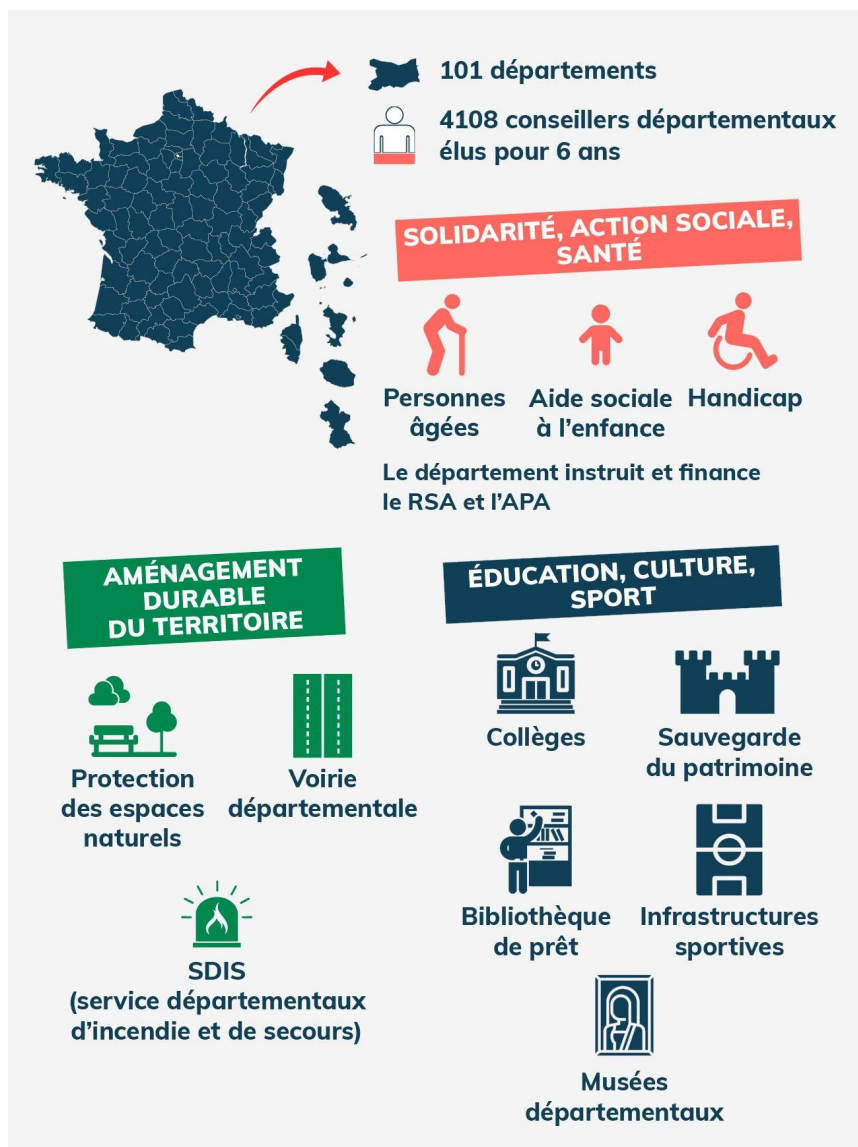 101 départements
4108 conseillers départementaux
élus pour 6 ans
SOLIDARITÉ, ACTION SOCIALE,
SANTÉ
Personnes
âgées
Aide sociale
à l'enfance
Handicap
Le département instruit et finance
le RSA et l'APA
AMÉNAGEMENT
DURABLE
DU TERRITOIRE
Protection
des espaces
naturels
Voirie
départementale
SDIS
(service départementaux
d'incendie et de secours)
ÉDUCATION, CULTURE,
SPORT
Collèges
Sauvegarde
du patrimoine
Bibliothèque
de prêt
Infrastructures
sportives
Musées
départementaux